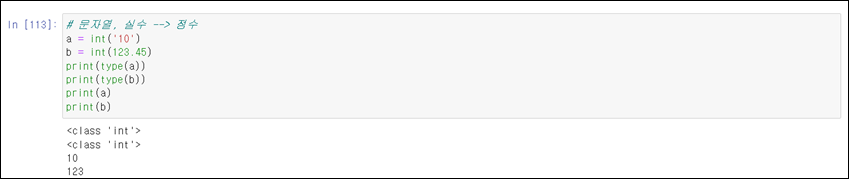 In [113]: # 문자열, 실수 --> 정수
a = int('10')
b = int(123.45)
print(type(a))
print(type(b))
print(a)
print(b)
<class 'int'>
<class 'int'>
10
123